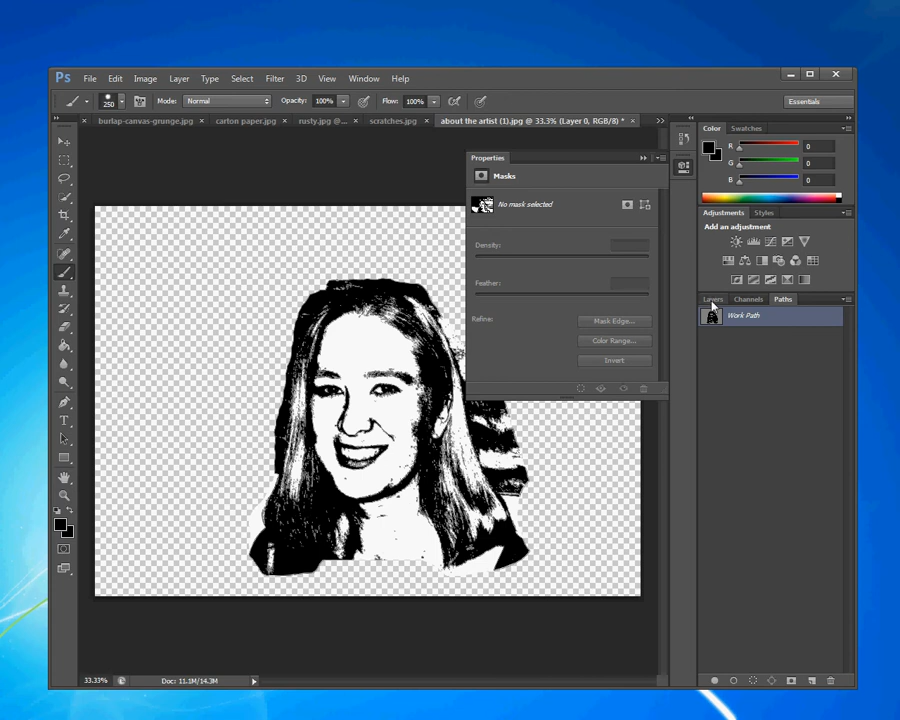 Ps File Edit Image Layer Type Select Filter 3D View Window Help
250 Mode: Normal Opacity: 100% Flow: 100% Essentials
burlap-canvas-grunge.jpg × carton paper.jpg × rusty.jpg @... × scratches.jpg × about the artist (1).jpg @ 33.3% (Layer 0, RGB/8) * ×
Color Swatches
R 0
G 0
B 0
Properties
Masks
No mask selected
Density:
Feather:
Refine:
Mask Edge...
Color Range...
Invert
Adjustments Styles
Add an adjustment
Layers Channels Paths
Work Path
33.33% Doc: 11.1M/14.3M